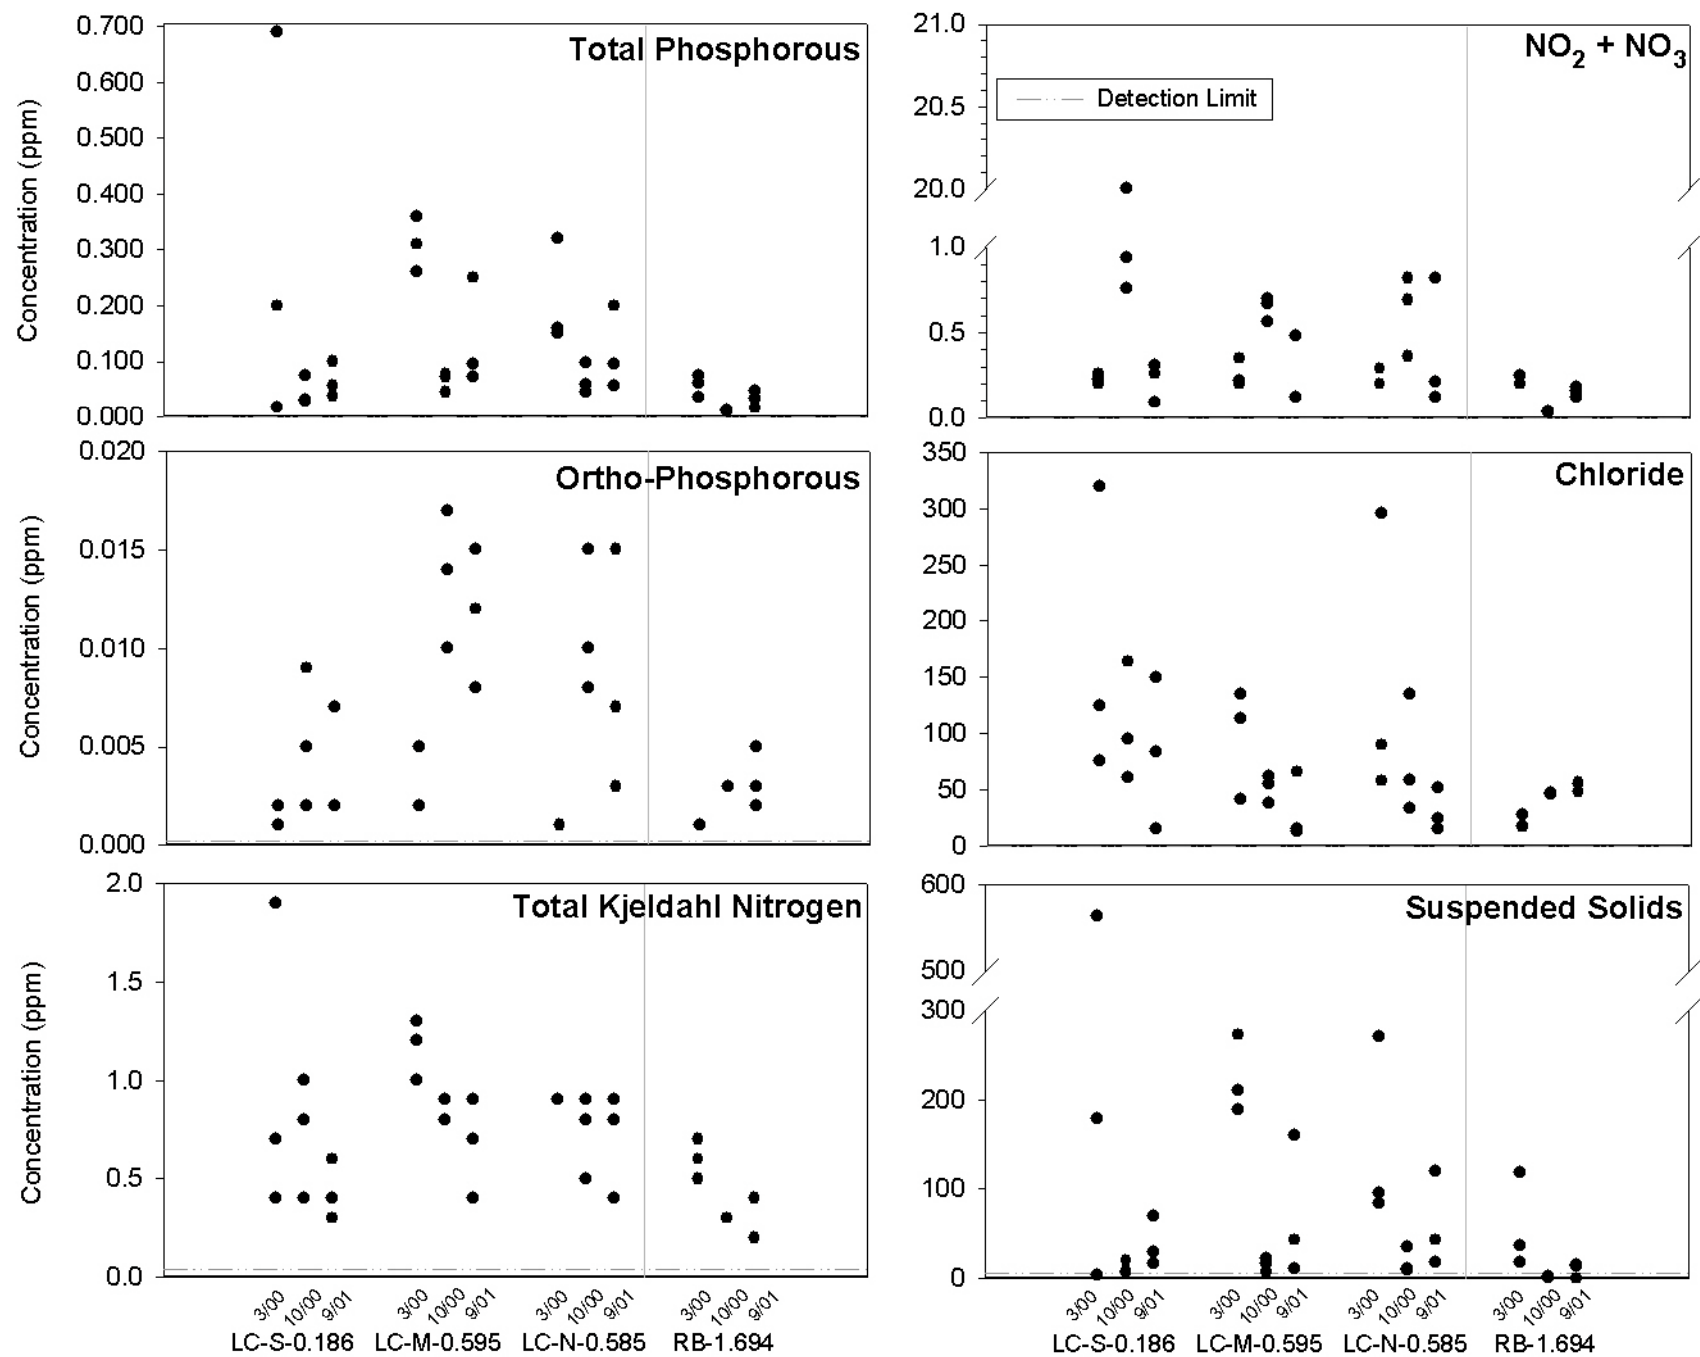 Total Phosphorous
Concentration (ppm)
0.700
0.600
0.500
0.400
0.300
0.200
0.100
0.000
NO2 + NO3
Detection Limit
21.0
20.5
20.0
1.0
0.5
0.0
Ortho-Phosphorous
Concentration (ppm)
0.020
0.015
0.010
0.005
0.000
Chloride
350
300
250
200
150
100
50
0
Total Kjeldahl Nitrogen
Concentration (ppm)
2.0
1.5
1.0
0.5
0.0
3/00 10/00 9/01 3/00 10/00 9/01 3/00 10/00 9/01 3/00 10/00 9/01
LC-S-0.186 LC-M-0.595 LC-N-0.585 RB-1.694
Suspended Solids
600
500
300
200
100
0
3/00 10/00 9/01 3/00 10/00 9/01 3/00 10/00 9/01 3/00 10/00 9/01
LC-S-0.186 LC-M-0.595 LC-N-0.585 RB-1.694